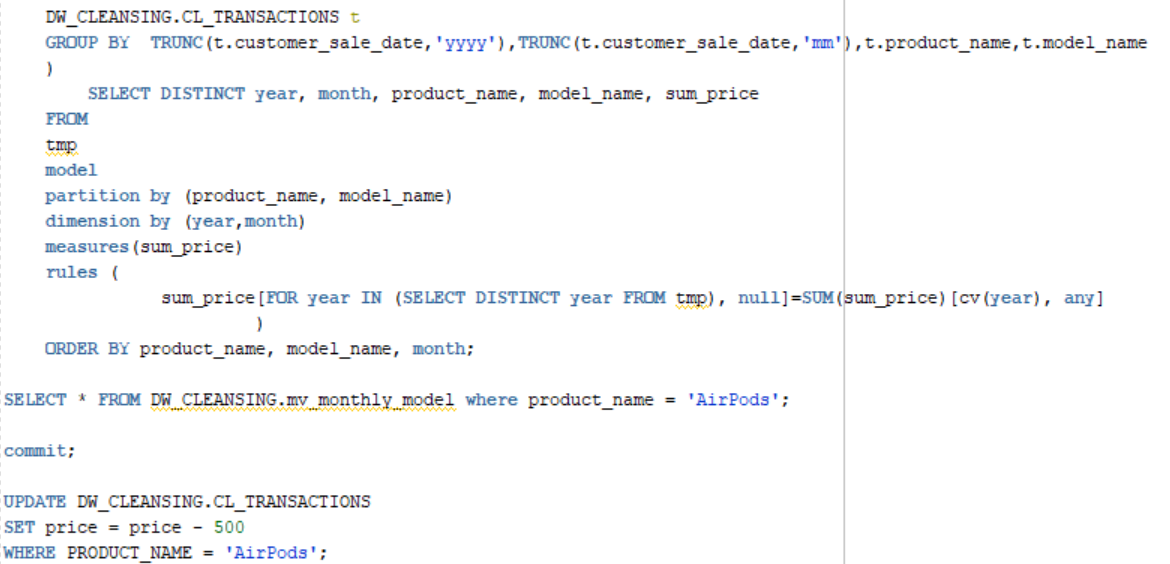 DW_CLEANSING.CL_TRANSACTIONS t
GROUP BY  TRUNC(t.customer_sale_date,'yyyy'),TRUNC(t.customer_sale_date,'mm'),t.product_name,t.model_name
)
SELECT DISTINCT year, month, product_name, model_name, sum_price
FROM
tmp
model
partition by (product_name, model_name)
dimension by (year,month)
measures(sum_price)
rules (
sum_price[FOR year IN (SELECT DISTINCT year FROM tmp), null]=SUM(sum_price)[cv(year), any]
)
ORDER BY product_name, model_name, month;
SELECT * FROM DW_CLEANSING.mv_monthly_model where product_name = 'AirPods';
commit;
UPDATE DW_CLEANSING.CL_TRANSACTIONS
SET price = price - 500
WHERE PRODUCT_NAME = 'AirPods';